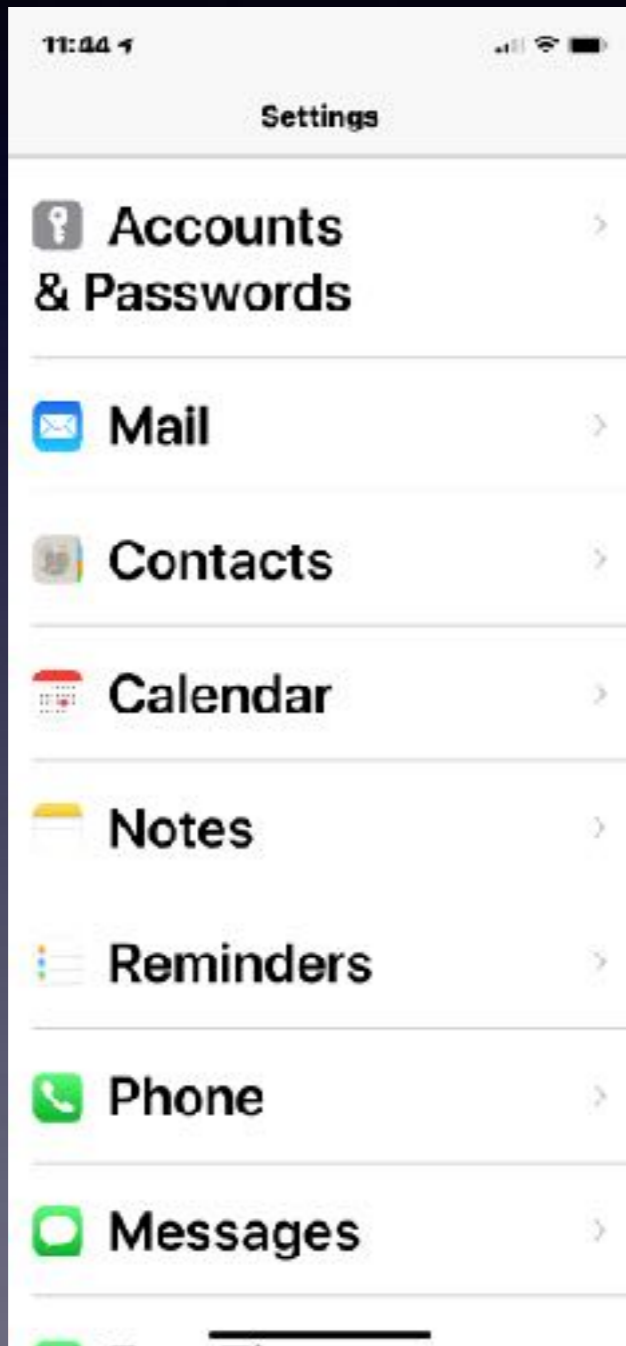 11:44
Settings
Accounts
& Passwords
Mail
Contacts
Calendar
Notes
Reminders
Phone
Messages